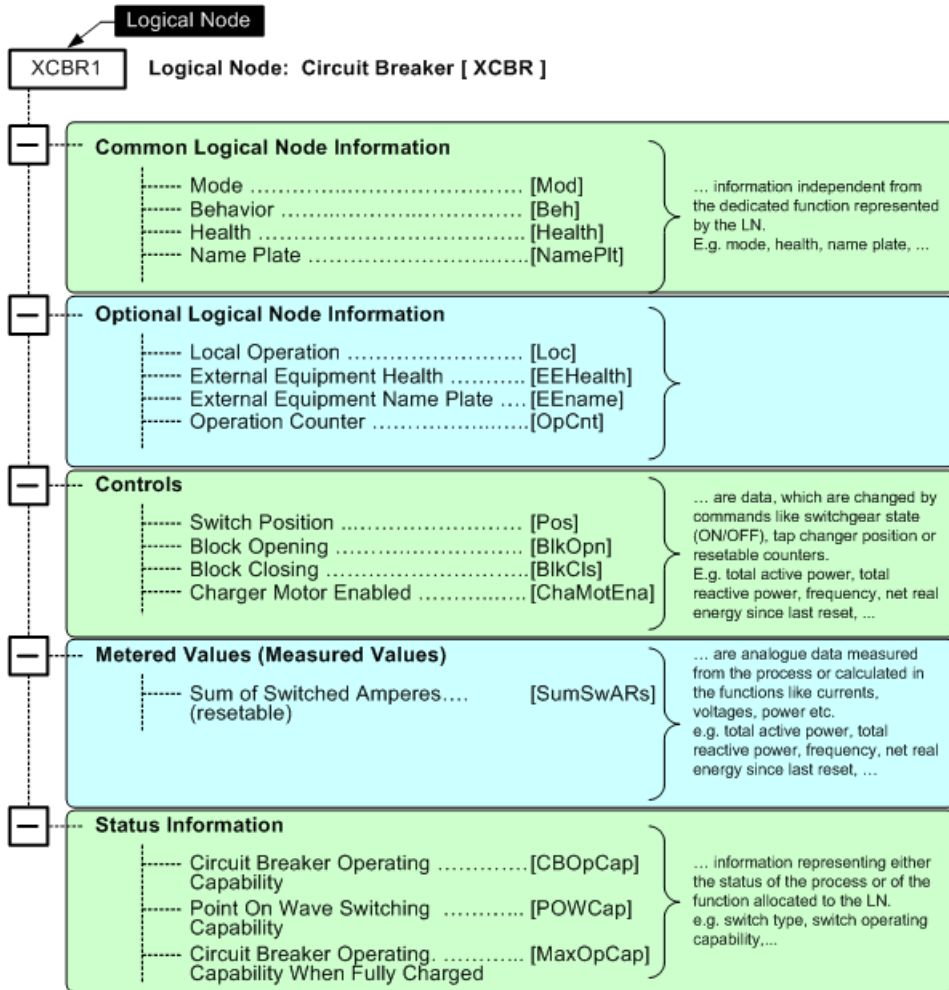 Logical Node
XCBR1
Logical Node: Circuit Breaker [ XCBR ]
Common Logical Node Information
Mode ……………………………… [Mod]
Behavior …………………………… [Beh]
Health ……………………………… [Health]
Name Plate ………………………… [NamePlt]
… information independent from
the dedicated function represented
by the LN.
E.g. mode, health, name plate, ...
Optional Logical Node Information
Local Operation …………………… [Loc]
External Equipment Health ……….. [EEHealth]
External Equipment Name Plate …. [EEname]
Operation Counter ………………… [OpCnt]
Controls
Switch Position …………………… [Pos]
Block Opening …………………… [BlkOpn]
Block Closing ……………………. [BlkCls]
Charger Motor Enabled ………….. [ChaMotEna]
… are data, which are changed by
commands like switchgear state
(ON/OFF), tap changer position or
resetable counters.
E.g. total active power, total
reactive power, frequency, net real
energy since last reset, ...
Metered Values (Measured Values)
Sum of Switched Amperes…. [SumSwARs]
(resetable)
… are analogue data measured
from the process or calculated in
the functions like currents,
voltages, power etc.
e.g. total active power, total
reactive power, frequency, net real
energy since last reset, …
Status Information
Circuit Breaker Operating ………… [CBOpCap]
Capability
Point On Wave Switching ……….. [POWCap]
Capability
Circuit Breaker Operating. ……….. [MaxOpCap]
Capability When Fully Charged
… information representing either
the status of the process or of the
function allocated to the LN.
e.g. switch type, switch operating
capability,...